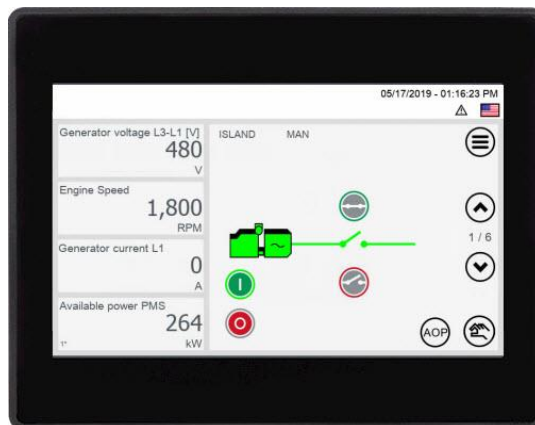 05/17/2019 - 01:16:23 PM
Generator voltage L3-L1 [V]
480
V
ISLAND MAN
Engine Speed
1,800
RPM
1 / 6
Generator current L1
0
A
I
Available power PMS
264
kW
1*
O
AOP